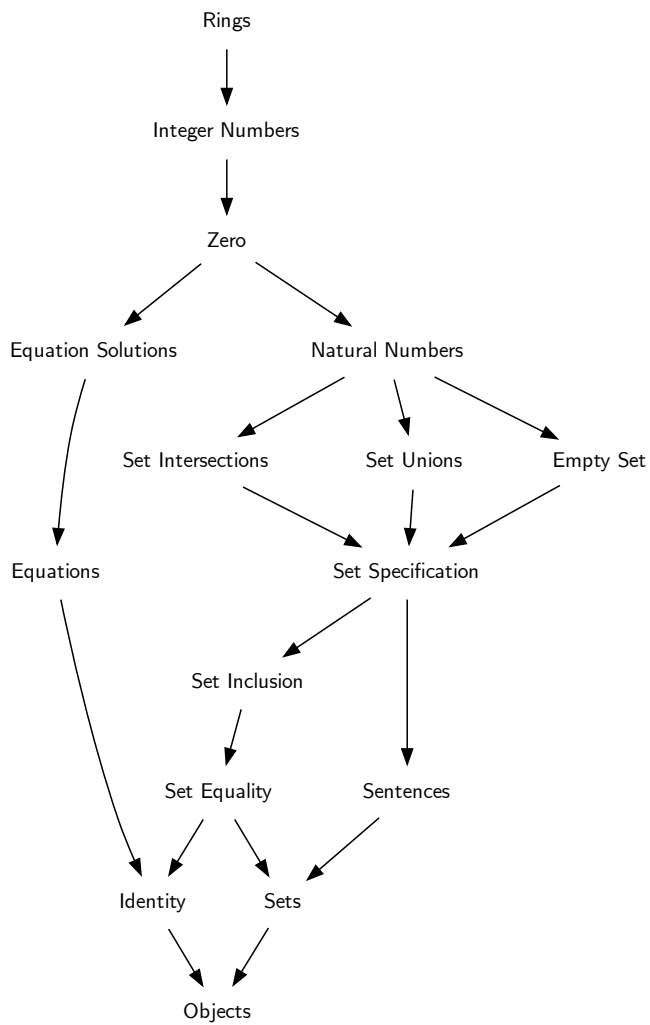 Rings
Integer Numbers
Zero
Equation Solutions
Natural Numbers
Set Intersections
Set Unions
Empty Set
Equations
Set Specification
Set Inclusion
Set Equality
Sentences
Identity
Sets
Objects